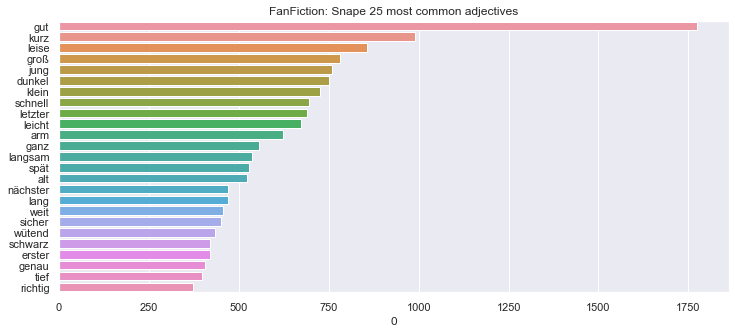 FanFiction: Snape 25 most common adjectives
gut
kurz
leise
groß
jung
dunkel
klein
schnell
letzter
leicht
arm
ganz
langsam
spät
alt
nächster
lang
weit
sicher
wütend
schwarz
erster
genau
tief
richtig
0 250 500 750 1000 1250 1500 1750
0